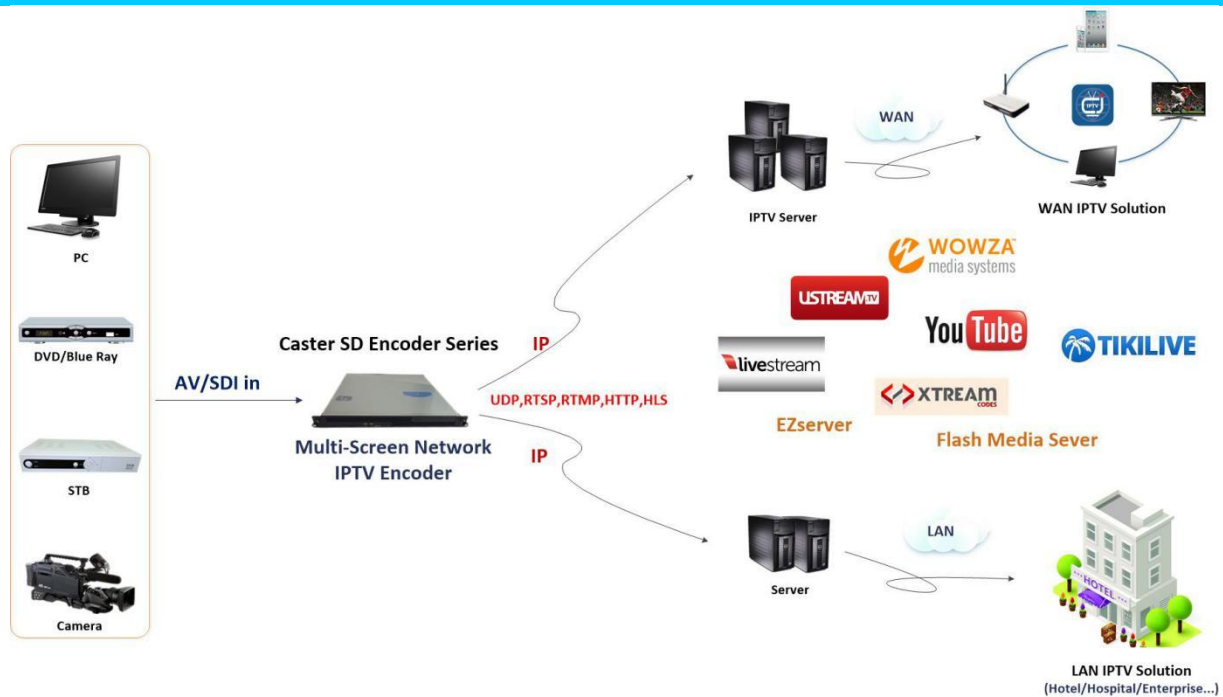 PC
DVD/Blue Ray
STB
Camera
AV/SDI in
Caster SD Encoder Series
Multi-Screen Network
IPTV Encoder
IP
UDP,RTSP,RTMP,HTTP,HLS
IP
IPTV Server
WAN
IPTV
WAN IPTV Solution
WOWZA™
media systems
USTREAM TV
YouTube
TIKILIVE
livestream
XTREAM
CODES
EZserver
Flash Media Sever
Server
LAN
HOTEL
LAN IPTV Solution
(Hotel/Hospital/Enterprise...)